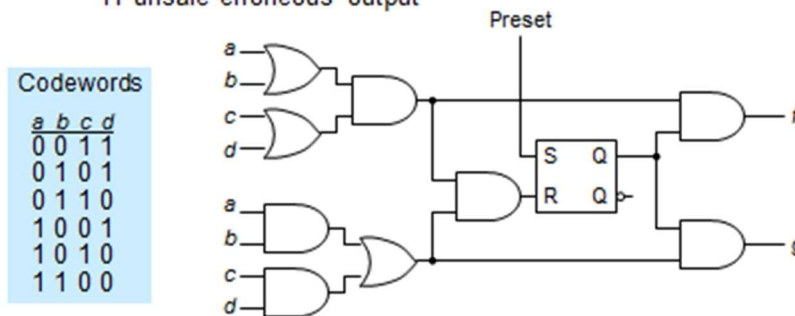 Preset
Codewords
a b c d
0 0 1 1
0 1 0 1
0 1 1 0
1 0 0 1
1 0 1 0
1 1 0 0
a
b
c
d
a
b
c
d
S Q
R Q